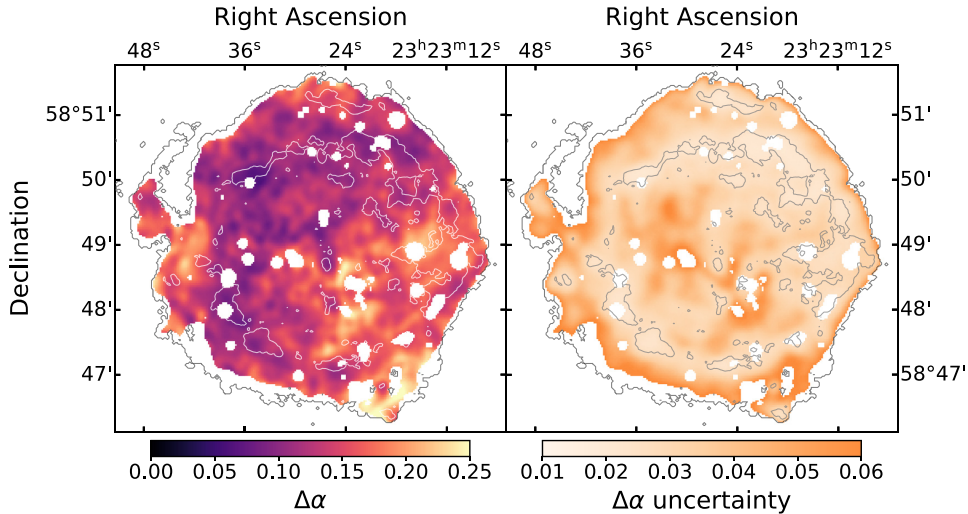 Right Ascension Right Ascension
48ˢ 36ˢ 24ˢ 23ʰ23ᵐ12ˢ 48ˢ 36ˢ 24ˢ 23ʰ23ᵐ12ˢ
Declination
58°51' 51'
50' 50'
49' 49'
48' 48'
47' 58°47'
0.00 0.05 0.10 0.15 0.20 0.25 0.01 0.02 0.03 0.04 0.05 0.06
Δα Δα uncertainty